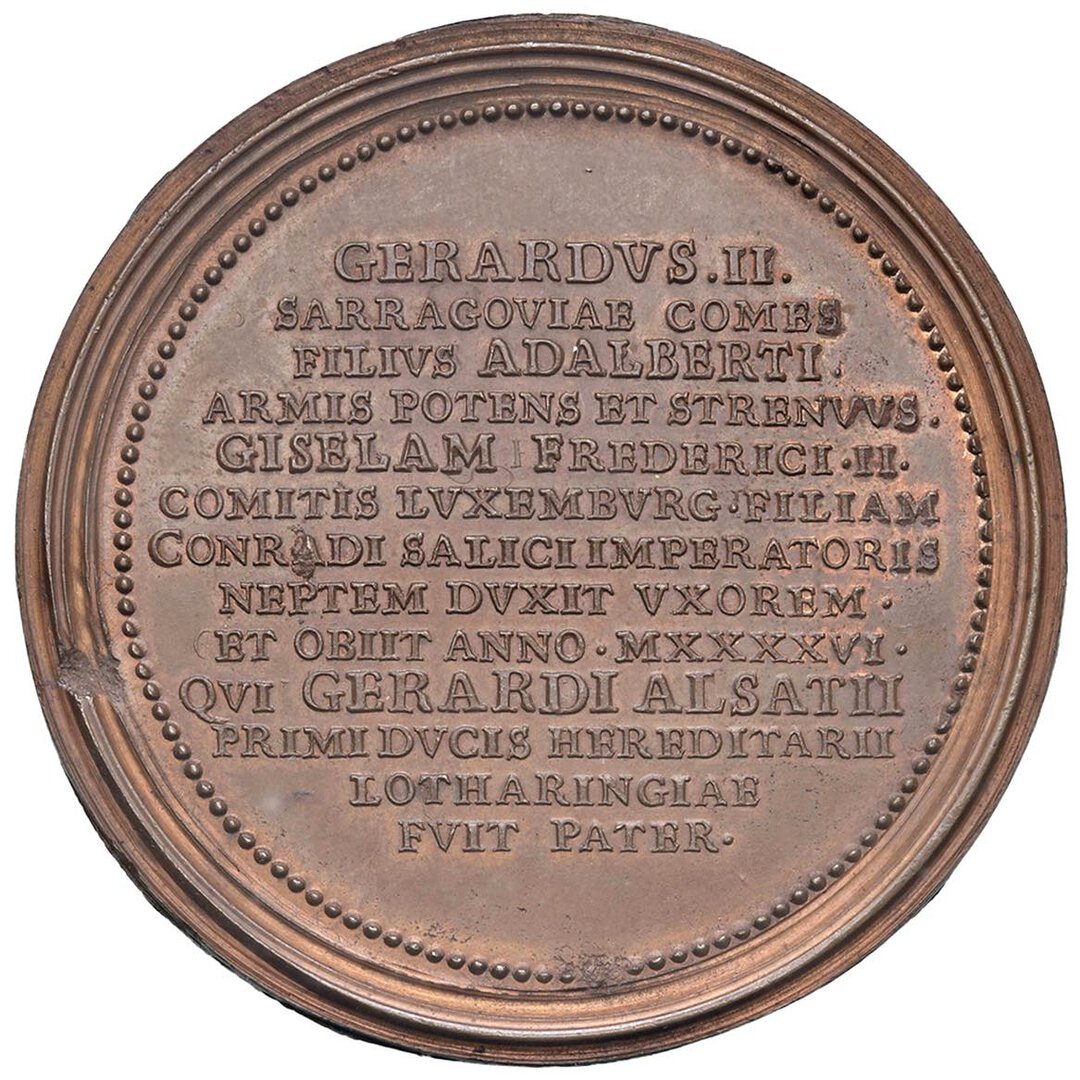 GERARDVS.II.
SARRAGOVIAE COMES
FILIVS ADALBERTI.
ARMIS POTENS ET STRENVVS.
GISELAM FREDERICI·II·
COMITIS LVXEMBVRG·FILIAM
CONRADI SALICI IMPERATORIS
NEPTEM DVXIT VXOREM·
ET OBIIT ANNO·MXXXXVI·
QVI GERARDI ALSATII
PRIMI DVCIS HEREDITARII
LOTHARINGIAE
FVIT PATER·